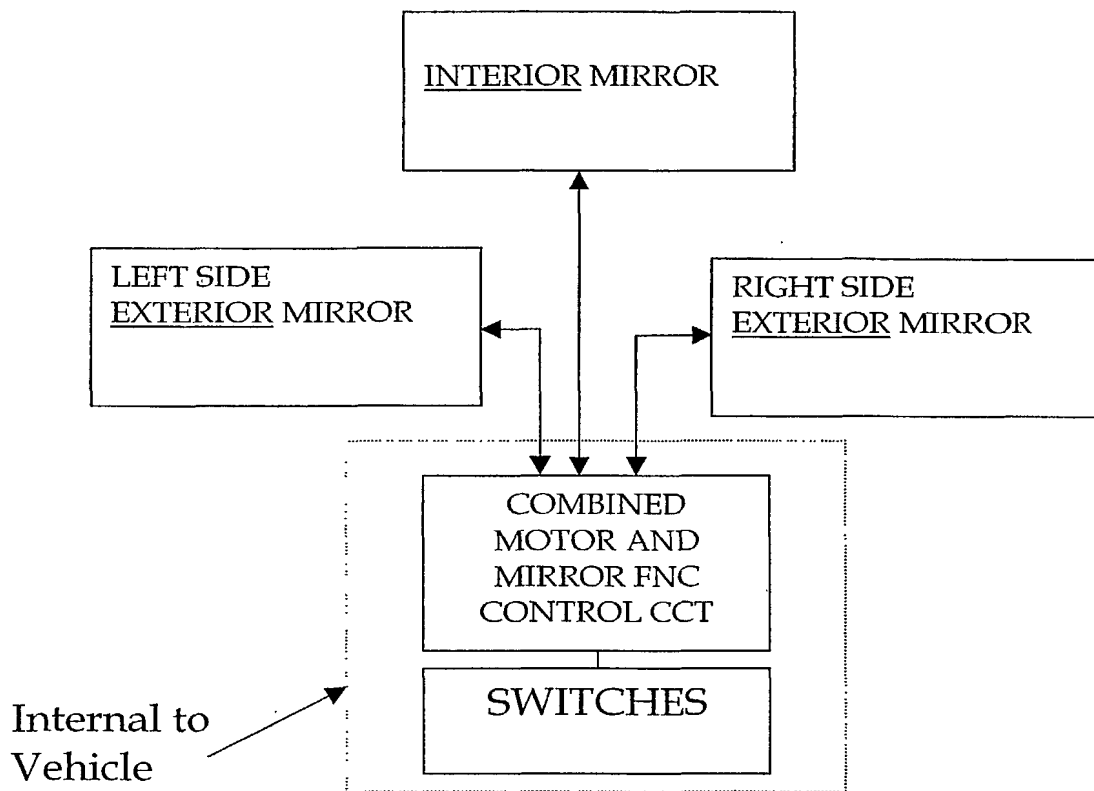 INTERIOR MIRROR
LEFT SIDE
EXTERIOR MIRROR
RIGHT SIDE
EXTERIOR MIRROR
COMBINED
MOTOR AND
MIRROR FNC
CONTROL CCT
SWITCHES
Internal to
Vehicle